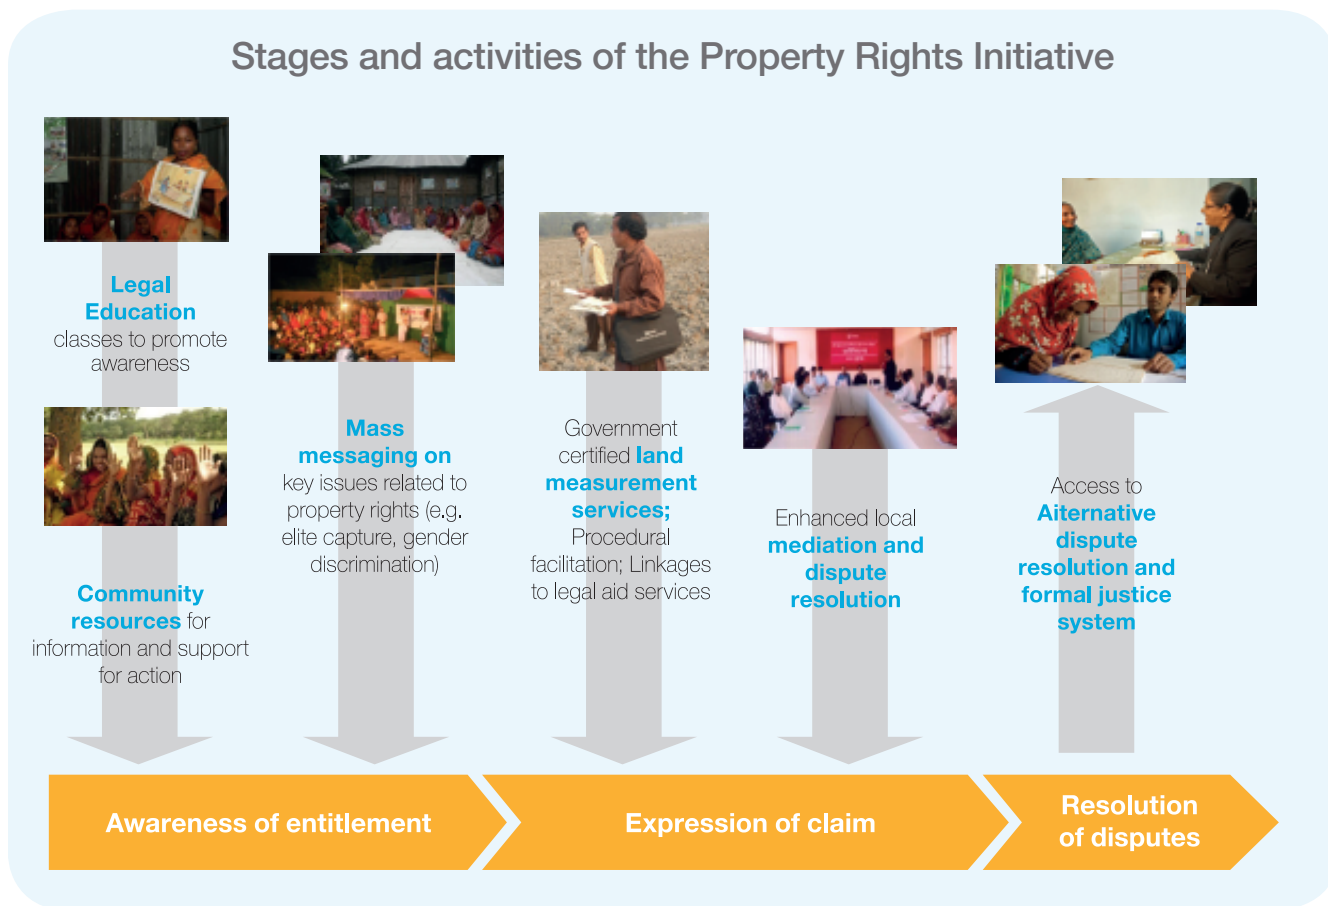 Stages and activities of the Property Rights Initiative
Legal
Education
classes to promote
awareness
Community
resources for
information and support
for action
Mass
messaging on
key issues related to
property rights (e.g.
elite capture, gender
discrimination)
Government
certified land
measurement
services;
Procedural
facilitation; Linkages
to legal aid services
Enhanced local
mediation and
dispute
resolution
Access to
Aiternative
dispute
resolution and
formal justice
system
Awareness of entitlement
Expression of claim
Resolution
of disputes